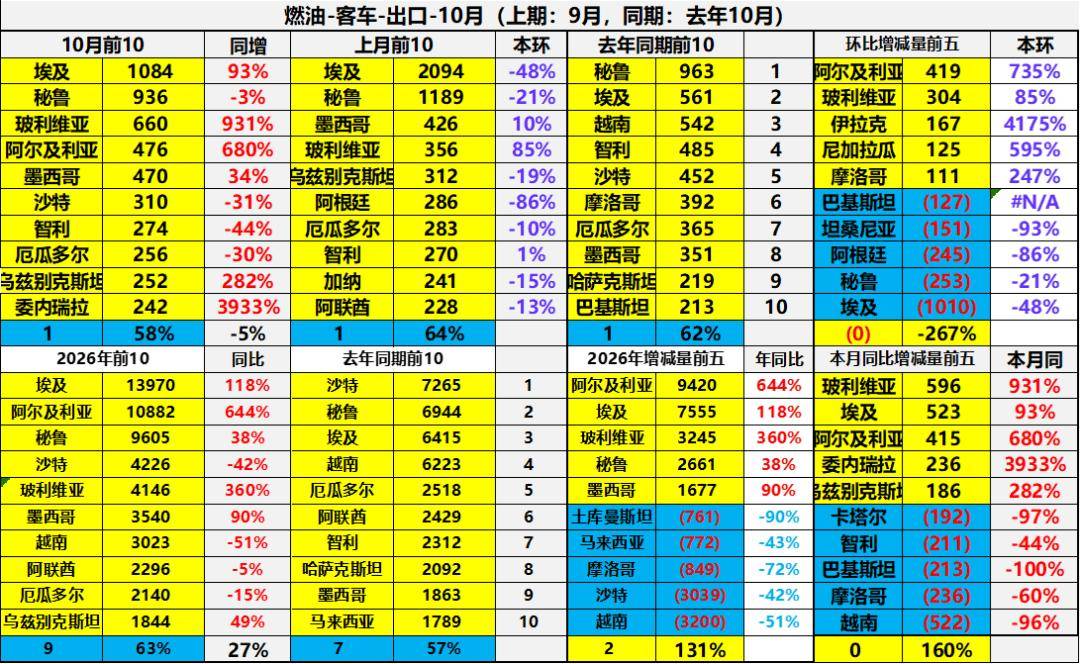 燃油-客车-出口-10月（上期：9月，同期：去年10月）
10月前10 同增 上月前10 本环 去年同期前10 环比增减量前五 本环
埃及 1084 93% 埃及 2094 -48% 秘鲁 963 1 阿尔及利亚 419 735%
秘鲁 936 -3% 秘鲁 1189 -21% 埃及 561 2 玻利维亚 304 85%
玻利维亚 660 931% 墨西哥 426 10% 越南 542 3 伊拉克 167 4175%
阿尔及利亚 476 680% 玻利维亚 356 85% 智利 485 4 尼加拉瓜 125 595%
墨西哥 470 34% 乌兹别克斯坦 312 -19% 沙特 452 5 摩洛哥 111 247%
沙特 310 -31% 阿根廷 286 -86% 摩洛哥 392 6 巴基斯坦 (127) #N/A
智利 274 -44% 厄瓜多尔 283 -10% 厄瓜多尔 365 7 坦桑尼亚 (151) -93%
厄瓜多尔 256 -30% 智利 270 1% 墨西哥 351 8 阿根廷 (245) -86%
乌兹别克斯坦 252 282% 加纳 241 -15% 哈萨克斯坦 219 9 秘鲁 (253) -21%
委内瑞拉 242 3933% 阿联酋 228 -13% 巴基斯坦 213 10 埃及 (1010) -48%
1 58% -5% 1 64% 1 62% (0) -267%
2026年前10 同比 去年同期前10 2026年增减量前五 年同比 本月同比增减量前五 本月同
埃及 13970 118% 沙特 7265 1 阿尔及利亚 9420 644% 玻利维亚 596 931%
阿尔及利亚 10882 644% 秘鲁 6944 2 埃及 7555 118% 埃及 523 93%
秘鲁 9605 38% 埃及 6415 3 玻利维亚 3245 360% 阿尔及利亚 415 680%
沙特 4226 -42% 越南 6223 4 秘鲁 2661 38% 委内瑞拉 236 3933%
玻利维亚 4146 360% 厄瓜多尔 2518 5 墨西哥 1677 90% 乌兹别克斯坦 186 282%
墨西哥 3540 90% 阿联酋 2429 6 土库曼斯坦 (761) -90% 卡塔尔 (192) -97%
越南 3023 -51% 智利 2312 7 马来西亚 (772) -43% 智利 (211) -44%
阿联酋 2296 -5% 哈萨克斯坦 2092 8 摩洛哥 (849) -72% 巴基斯坦 (213) -100%
厄瓜多尔 2140 -15% 墨西哥 1863 9 沙特 (3039) -42% 摩洛哥 (236) -60%
乌兹别克斯坦 1844 49% 马来西亚 1789 10 越南 (3200) -51% 越南 (522) -96%
9 63% 27% 7 57% 2 131% 0 160%